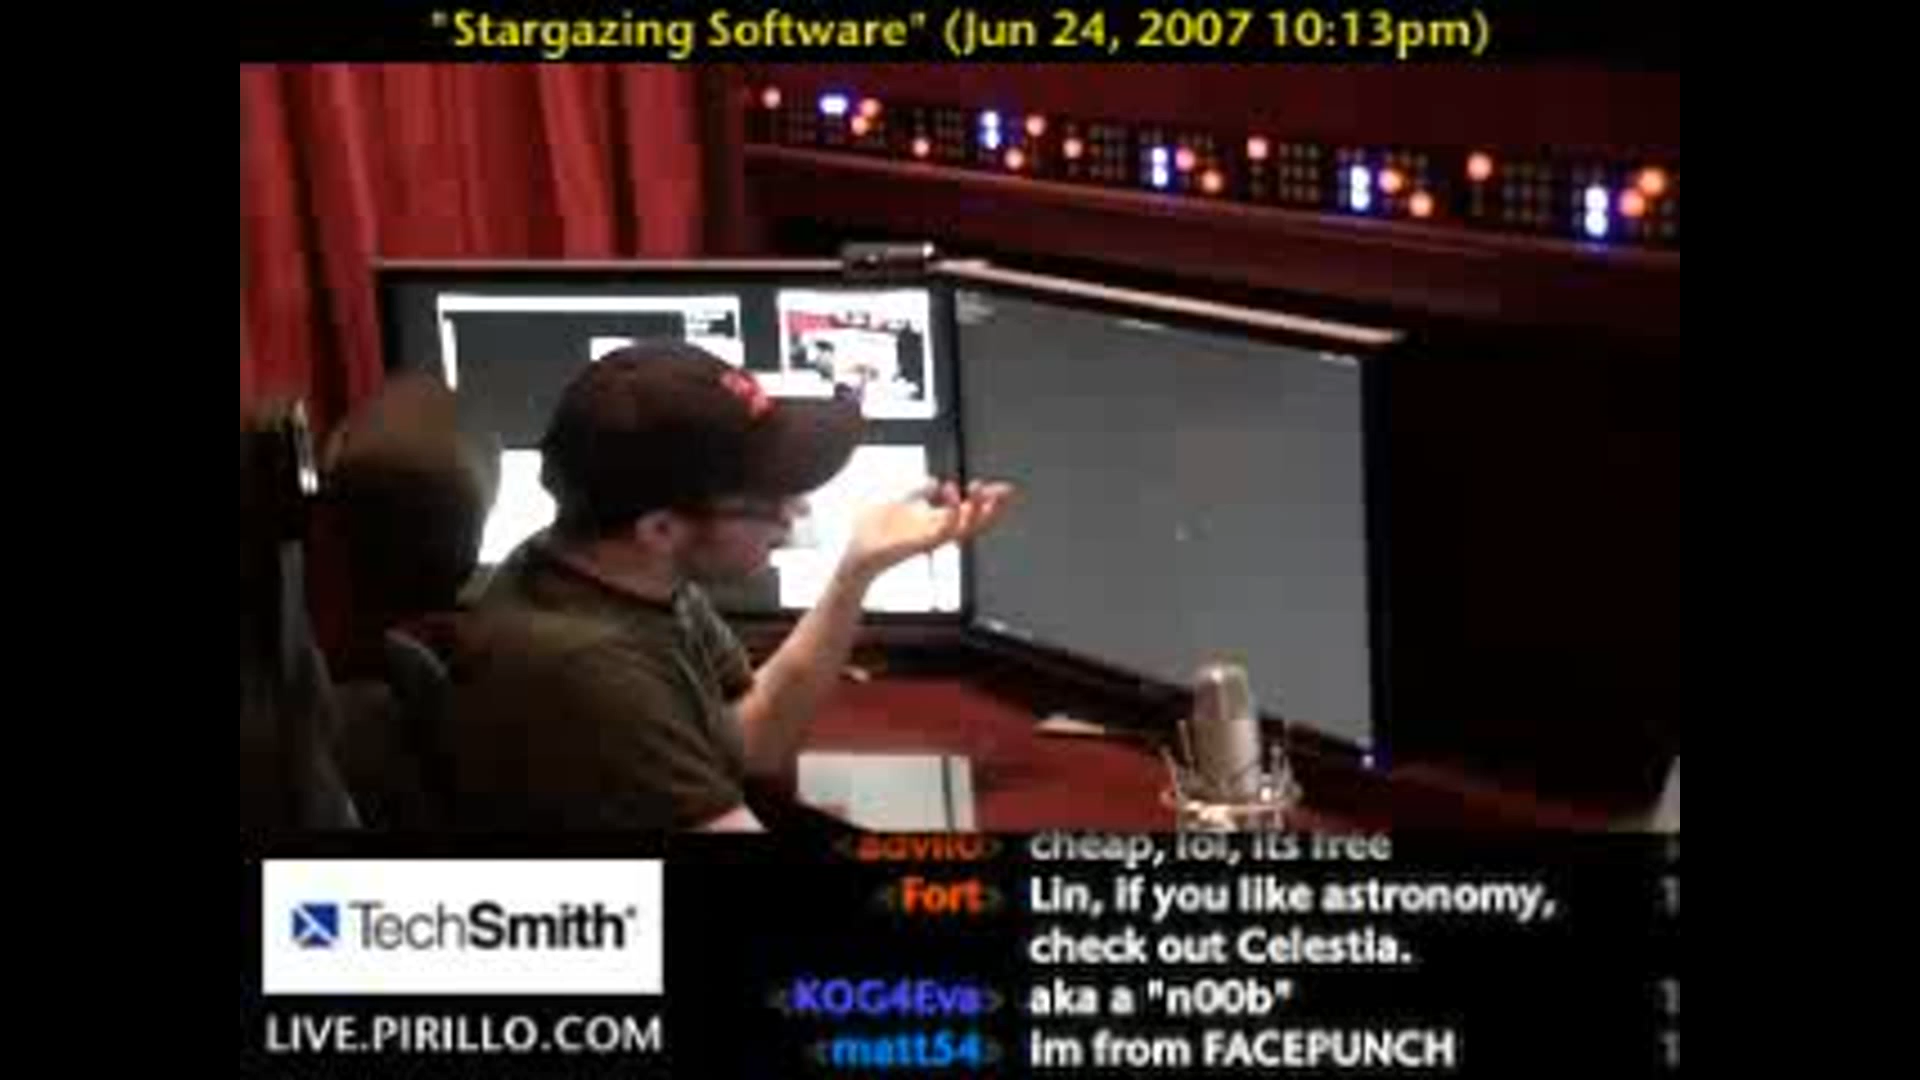 "Stargazing Software" (Jun 24, 2007 10:13pm)
cheap, lol, its free
<Fort> Lin, if you like astronomy,
check out Celestia.
<KOG4Eva> aka a "n00b"
<matt54> im from FACEPUNCH
TechSmith
LIVE.PIRILLO.COM